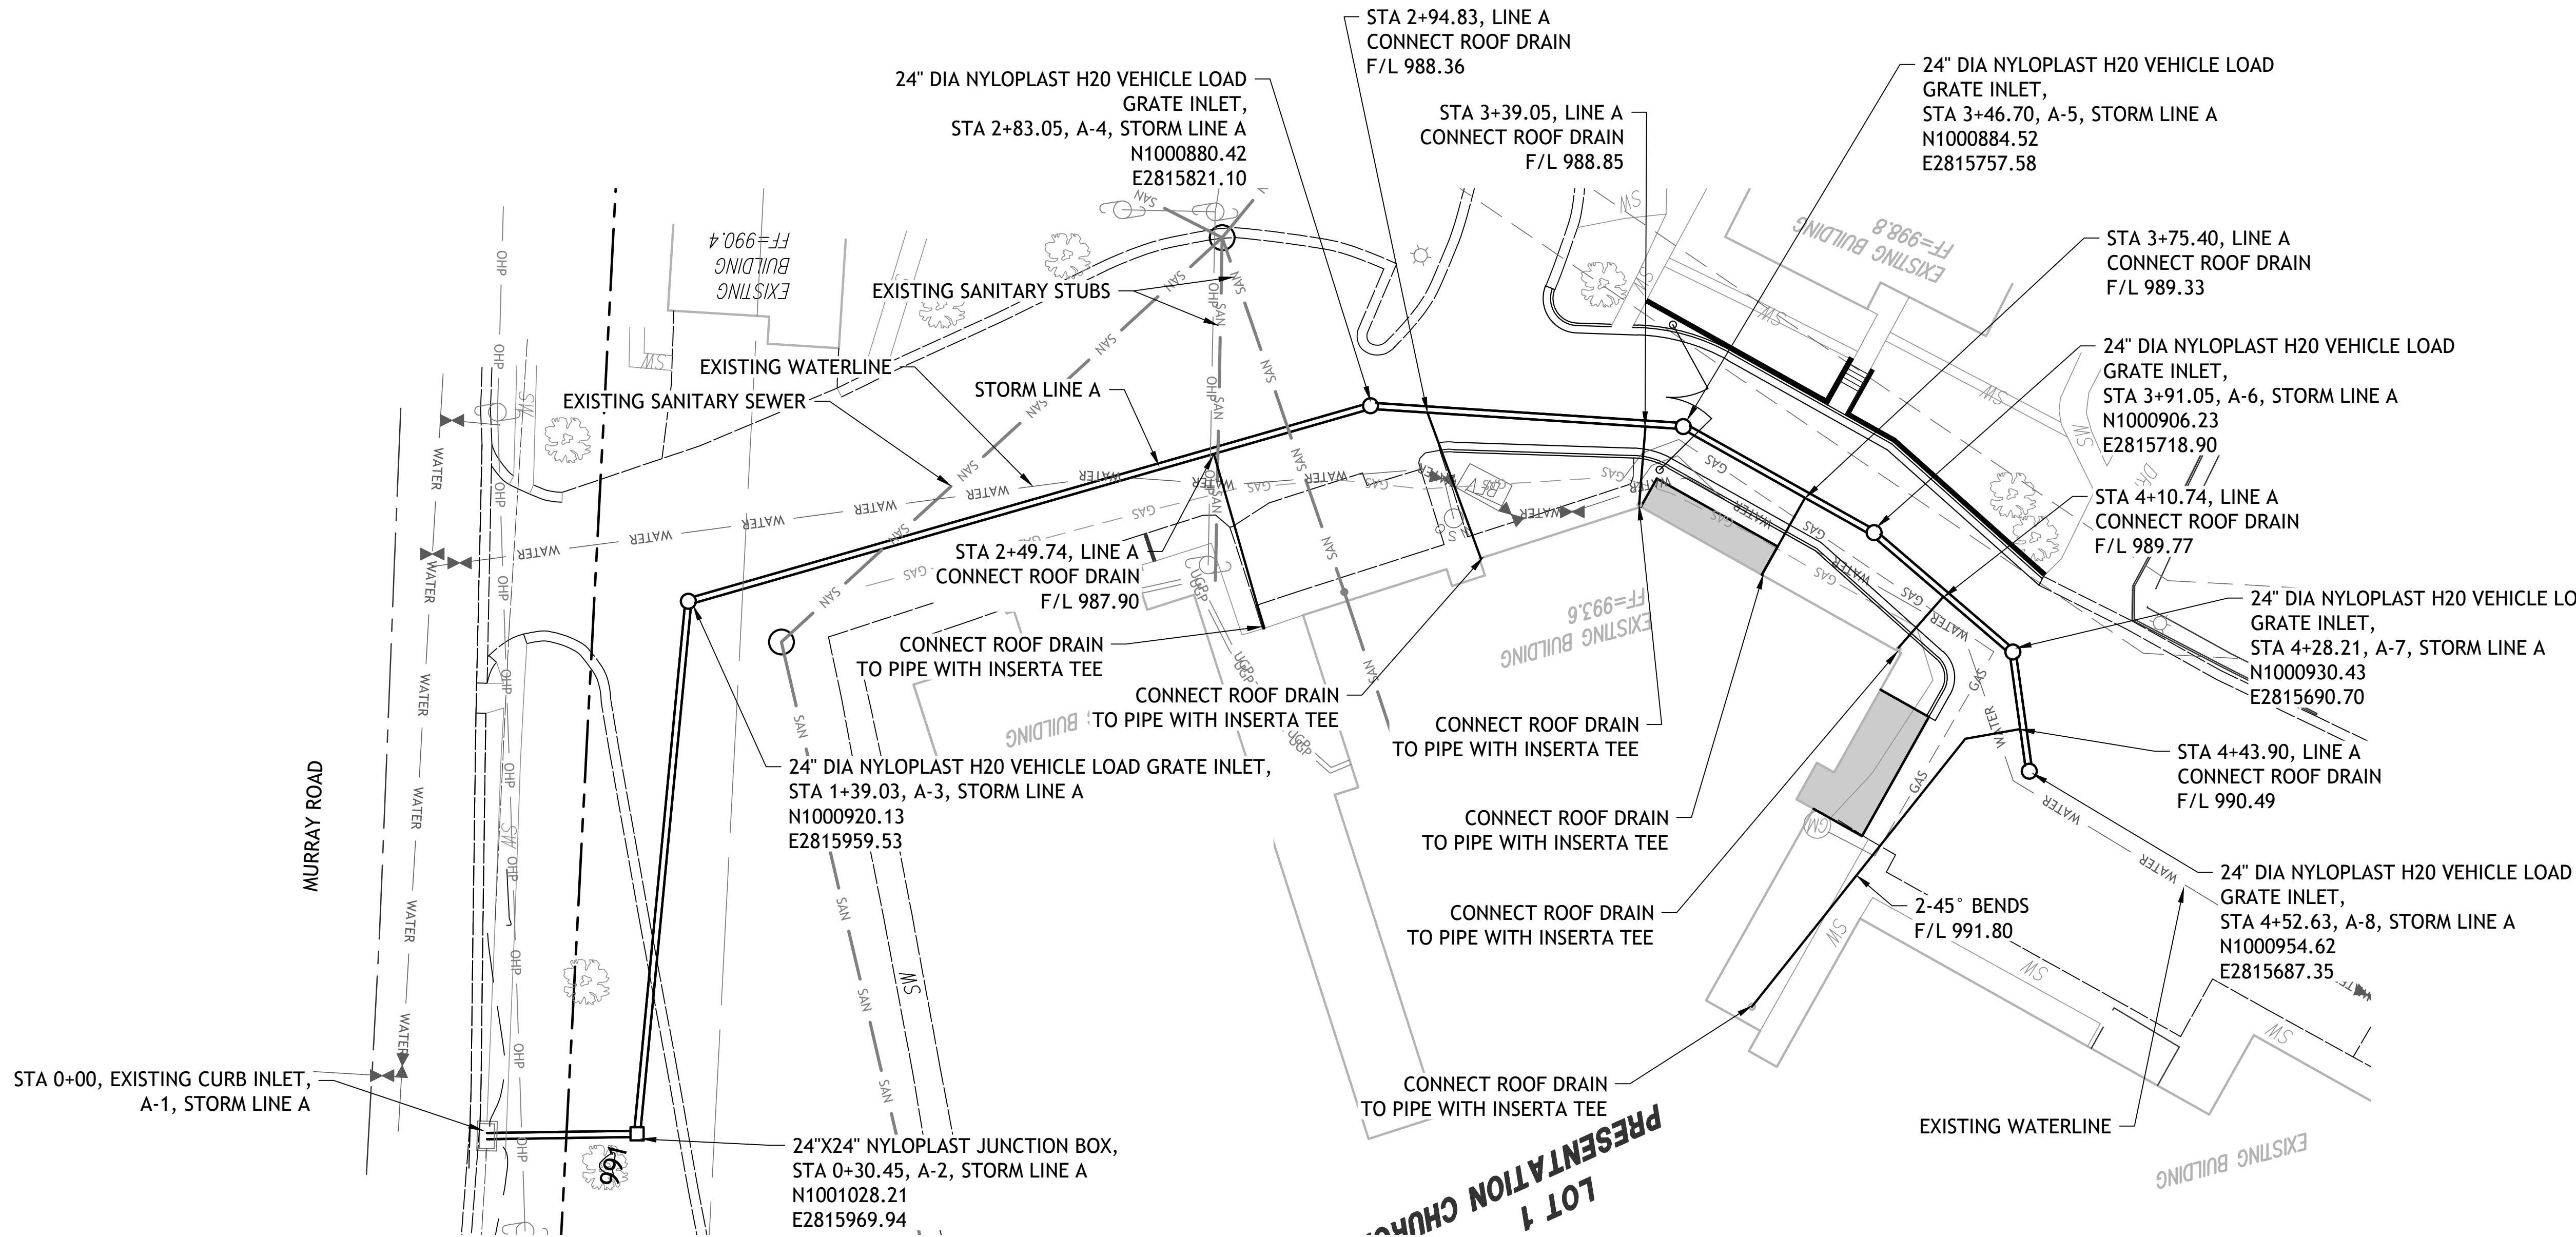 STA 2+94.83, LINE A
CONNECT ROOF DRAIN
F/L 988.36
24" DIA NYLOPLAST H20 VEHICLE LOAD
GRATE INLET,
STA 2+83.05, A-4, STORM LINE A
N1000880.42
E2815821.10
STA 3+39.05, LINE A
CONNECT ROOF DRAIN
F/L 988.85
24" DIA NYLOPLAST H20 VEHICLE LOAD
GRATE INLET,
STA 3+46.70, A-5, STORM LINE A
N1000884.52
E2815757.58
STA 3+75.40, LINE A
CONNECT ROOF DRAIN
F/L 989.33
24" DIA NYLOPLAST H20 VEHICLE LOAD
GRATE INLET,
STA 3+91.05, A-6, STORM LINE A
N1000906.23
E2815718.90
STA 4+10.74, LINE A
CONNECT ROOF DRAIN
F/L 989.77
24" DIA NYLOPLAST H20 VEHICLE LO
GRATE INLET,
STA 4+28.21, A-7, STORM LINE A
N1000930.43
E2815690.70
STA 4+43.90, LINE A
CONNECT ROOF DRAIN
F/L 990.49
24" DIA NYLOPLAST H20 VEHICLE LOAD
GRATE INLET,
STA 4+52.63, A-8, STORM LINE A
N1000954.62
E2815687.35
EXISTING
BUILDING
FF=990.4
EXISTING BUILDING
FF=998.8
EXISTING SANITARY STUBS
EXISTING WATERLINE
STORM LINE A
EXISTING SANITARY SEWER
STA 2+49.74, LINE A
CONNECT ROOF DRAIN
F/L 987.90
CONNECT ROOF DRAIN
TO PIPE WITH INSERTA TEE
CONNECT ROOF DRAIN
TO PIPE WITH INSERTA TEE
CONNECT ROOF DRAIN
TO PIPE WITH INSERTA TEE
CONNECT ROOF DRAIN
TO PIPE WITH INSERTA TEE
CONNECT ROOF DRAIN
TO PIPE WITH INSERTA TEE
CONNECT ROOF DRAIN
TO PIPE WITH INSERTA TEE
EXISTING BUILDING
FF=993.6
BUILDING
24" DIA NYLOPLAST H20 VEHICLE LOAD GRATE INLET,
STA 1+39.03, A-3, STORM LINE A
N1000920.13
E2815959.53
2-45° BENDS
F/L 991.80
MURRAY ROAD
STA 0+00, EXISTING CURB INLET,
A-1, STORM LINE A
24"X24" NYLOPLAST JUNCTION BOX,
STA 0+30.45, A-2, STORM LINE A
N1001028.21
E2815969.94
991
EXISTING WATERLINE
EXISTING BUILDING
LOT 1
PRESENTATION CHURC
WATER
SAN
OHP
GAS
UGP
SW
GM